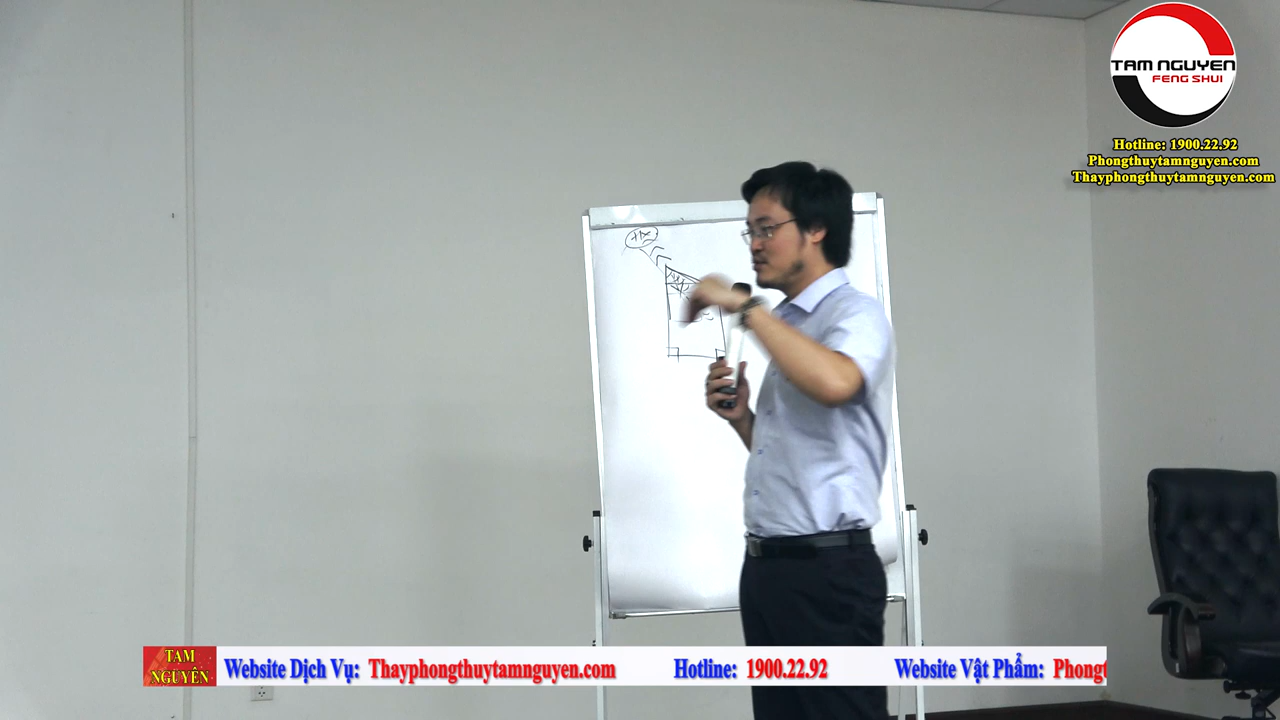 TAM NGUYEN
FENG SHUI
Hotline: 1900.22.92
Phongthuytamnguyen.com
Thayphongthuytamnguyen.com
TAM
NGUYÊN
Website Dịch Vụ: Thayphongthuytamnguyen.com Hotline: 1900.22.92 Website Vật Phẩm: Phongt